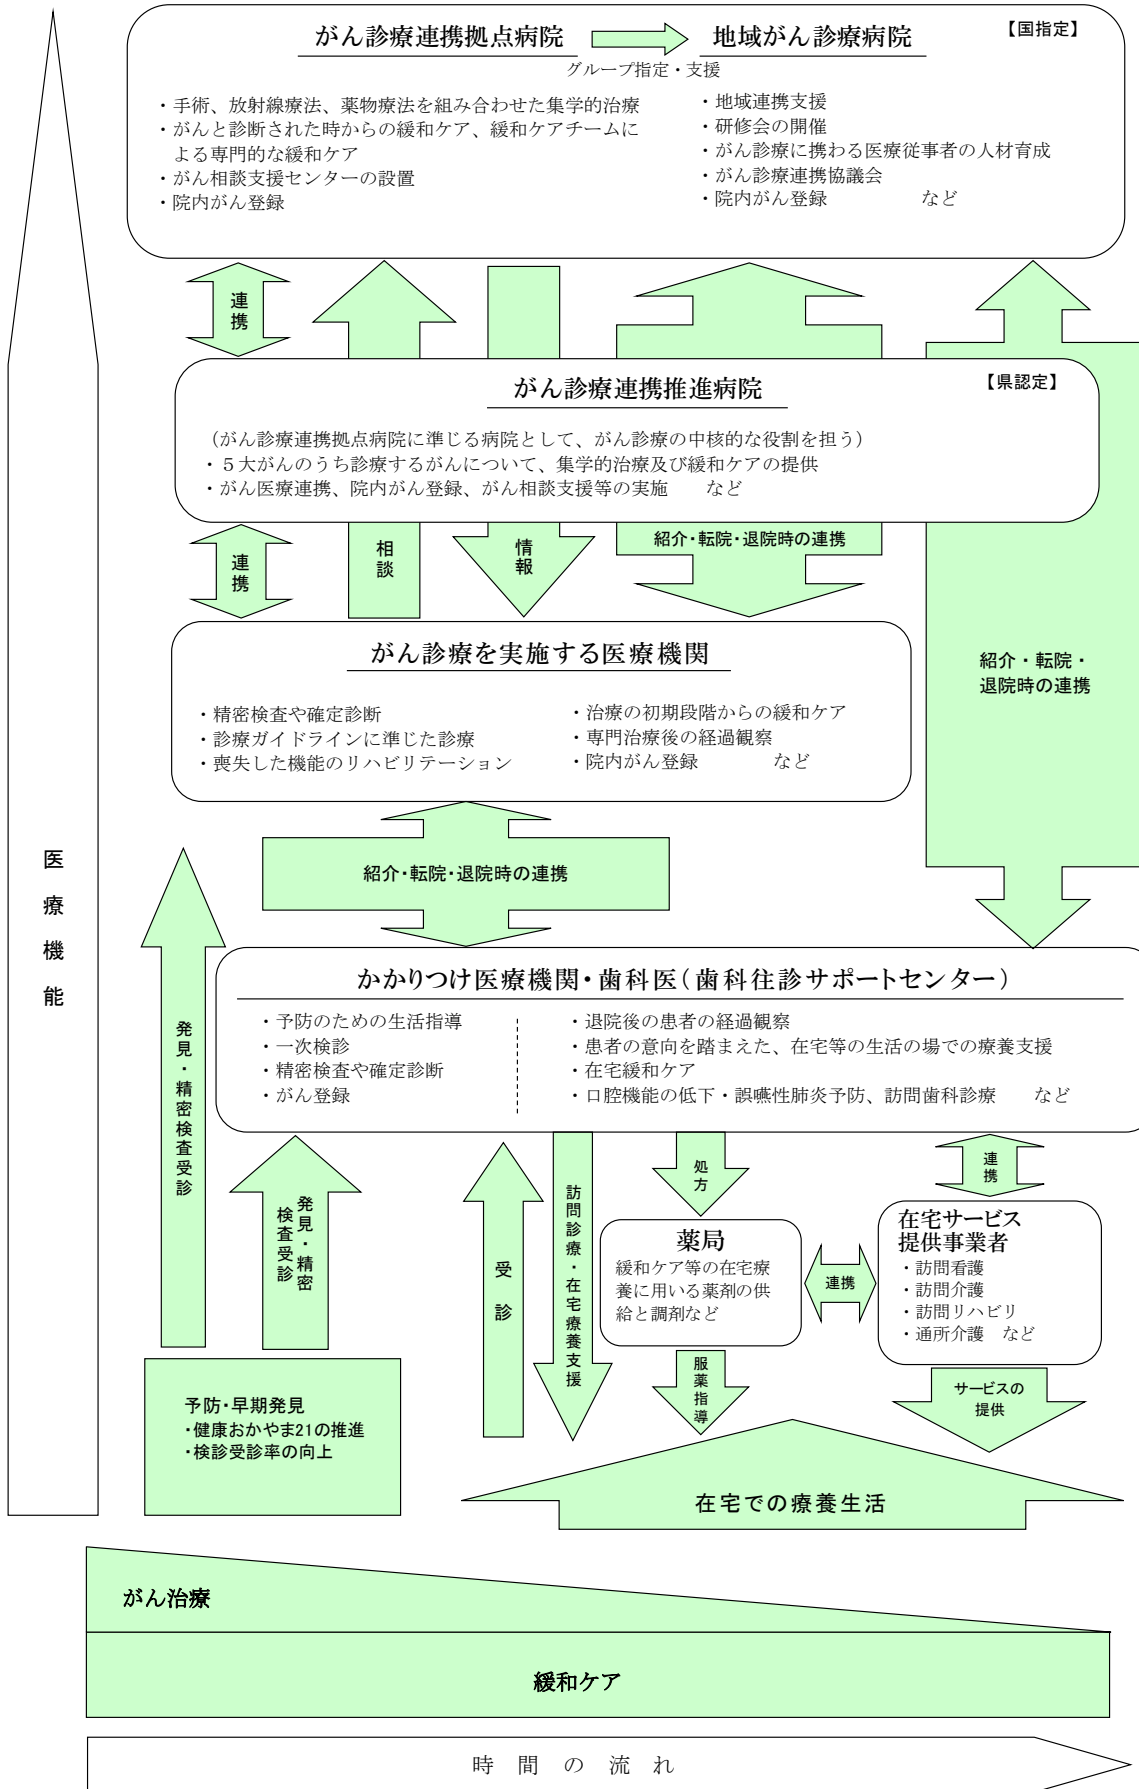 がん診療連携拠点病院
地域がん診療病院
【国指定】
グループ指定・支援
・手術、放射線療法、薬物療法を組み合わせた集学的治療
・がんと診断された時からの緩和ケア、緩和ケアチームに
よる専門的な緩和ケア
・がん相談支援センターの設置
・院内がん登録
・地域連携支援
・研修会の開催
・がん診療に携わる医療従事者の人材育成
・がん診療連携協議会
・院内がん登録　など
連携
がん診療連携推進病院
【県認定】
（がん診療連携拠点病院に準じる病院として、がん診療の中核的な役割を担う）
・５大がんのうち診療するがんについて、集学的治療及び緩和ケアの提供
・がん医療連携、院内がん登録、がん相談支援等の実施　など
連携
相談
情報
紹介・転院・退院時の連携
紹介・転院・
退院時の連携
がん診療を実施する医療機関
・精密検査や確定診断
・診療ガイドラインに準じた診療
・喪失した機能のリハビリテーション
・治療の初期段階からの緩和ケア
・専門治療後の経過観察
・院内がん登録　など
紹介・転院・退院時の連携
医療機能
かかりつけ医療機関・歯科医（歯科往診サポートセンター）
・予防のための生活指導
・一次検診
・精密検査や確定診断
・がん登録
・退院後の患者の経過観察
・患者の意向を踏まえた、在宅等の生活の場での療養支援
・在宅緩和ケア
・口腔機能の低下・誤嚥性肺炎予防、訪問歯科診療　など
発見・精密検査受診
発見・精密
検査受診
受診
訪問診療・在宅療養支援
処方
連携
薬局
緩和ケア等の在宅療
養に用いる薬剤の供
給と調剤など
連携
在宅サービス
提供事業者
・訪問看護
・訪問介護
・訪問リハビリ
・通所介護　など
服薬指導
サービスの
提供
予防・早期発見
・健康おかやま21の推進
・検診受診率の向上
在宅での療養生活
がん治療
緩和ケア
時間の流れ